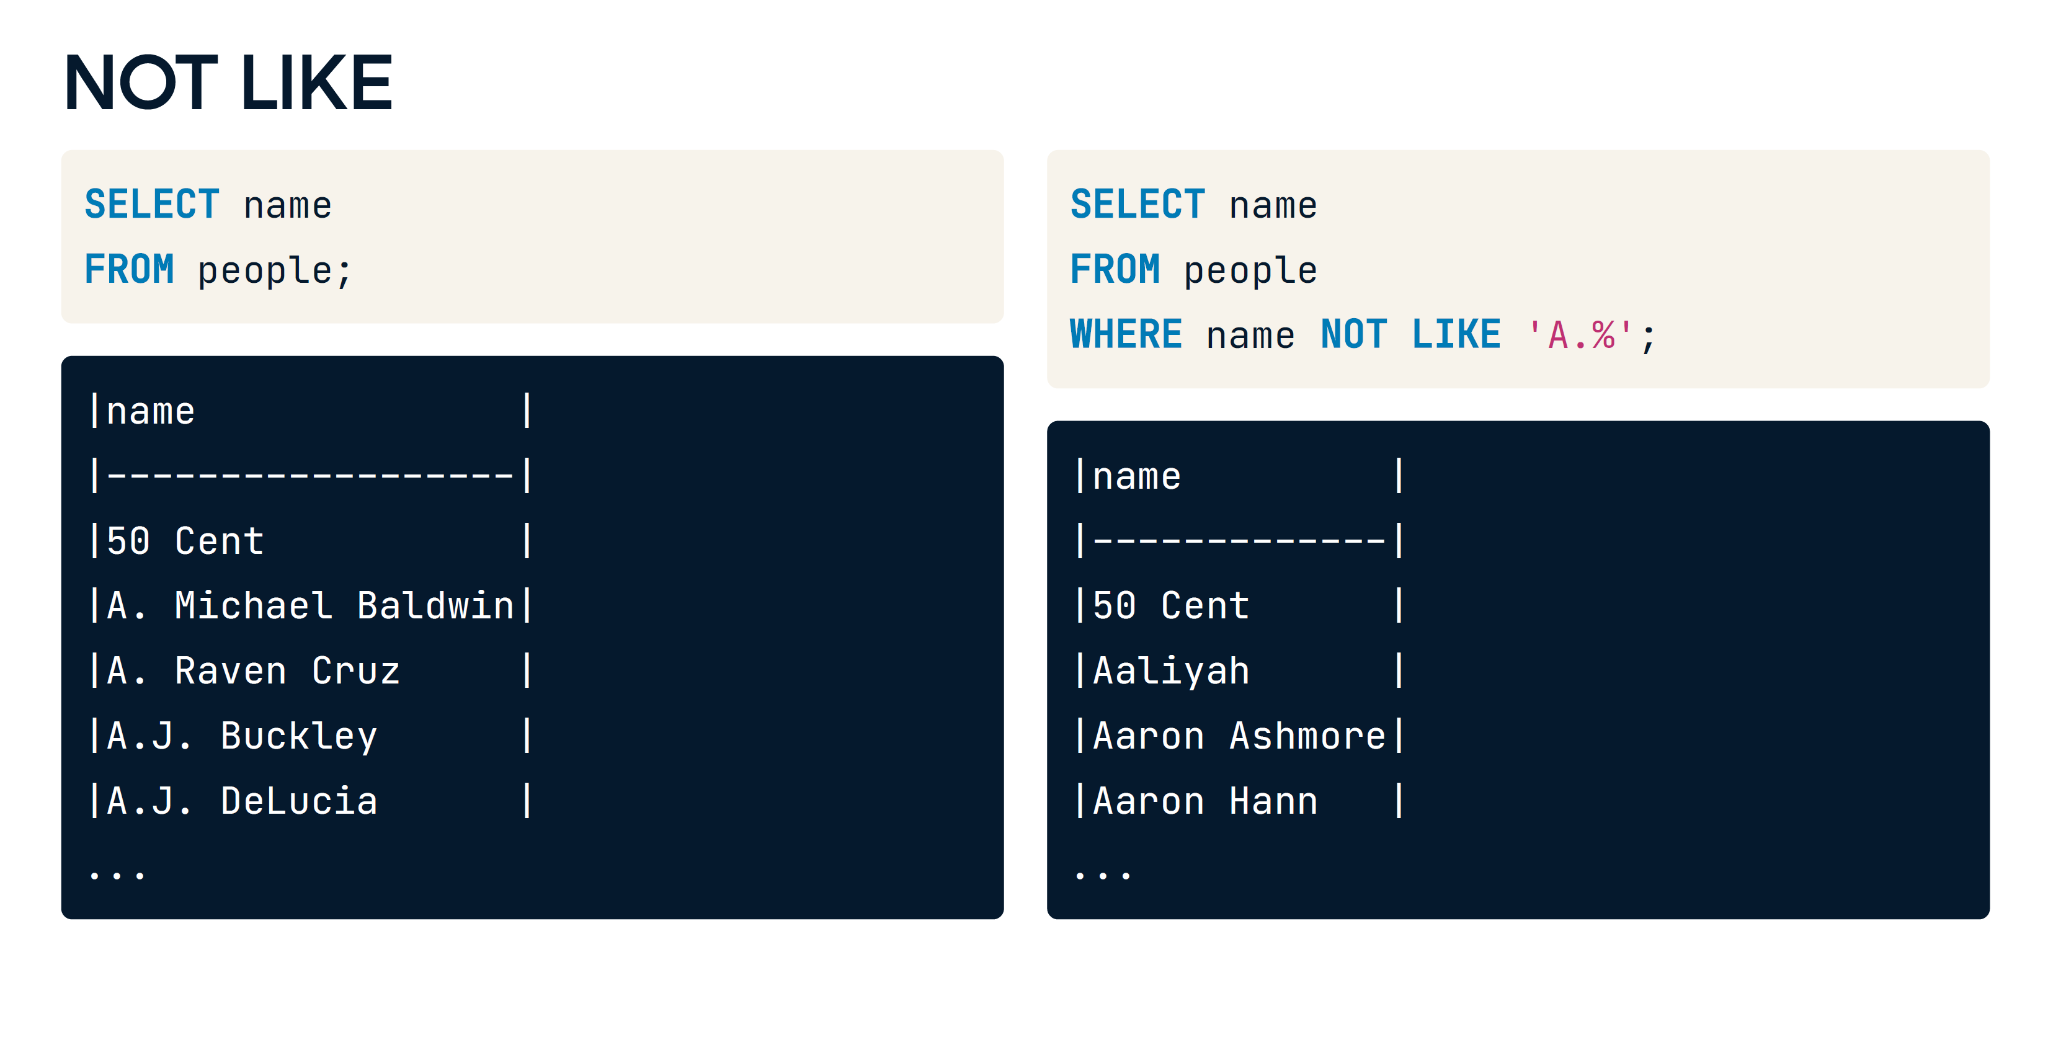 NOT LIKE
SELECT name
FROM people;
|name              |
|------------------|
|50 Cent           |
|A. Michael Baldwin|
|A. Raven Cruz     |
|A.J. Buckley      |
|A.J. DeLucia      |
...
SELECT name
FROM people
WHERE name NOT LIKE 'A.%';
|name         |
|-------------|
|50 Cent      |
|Aaliyah      |
|Aaron Ashmore|
|Aaron Hann   |
...